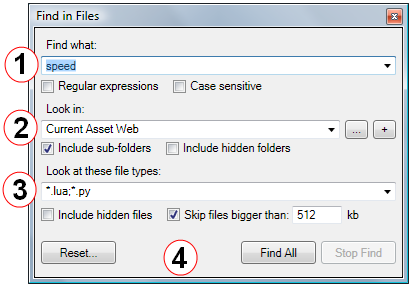 Find in Files
Find what:
1 speed
Regular expressions Case sensitive
Look in:
2 Current Asset Web ... +
Include sub-folders Include hidden folders
Look at these file types:
3 *.lua;*.py
Include hidden files Skip files bigger than: 512 kb
Reset... 4 Find All Stop Find